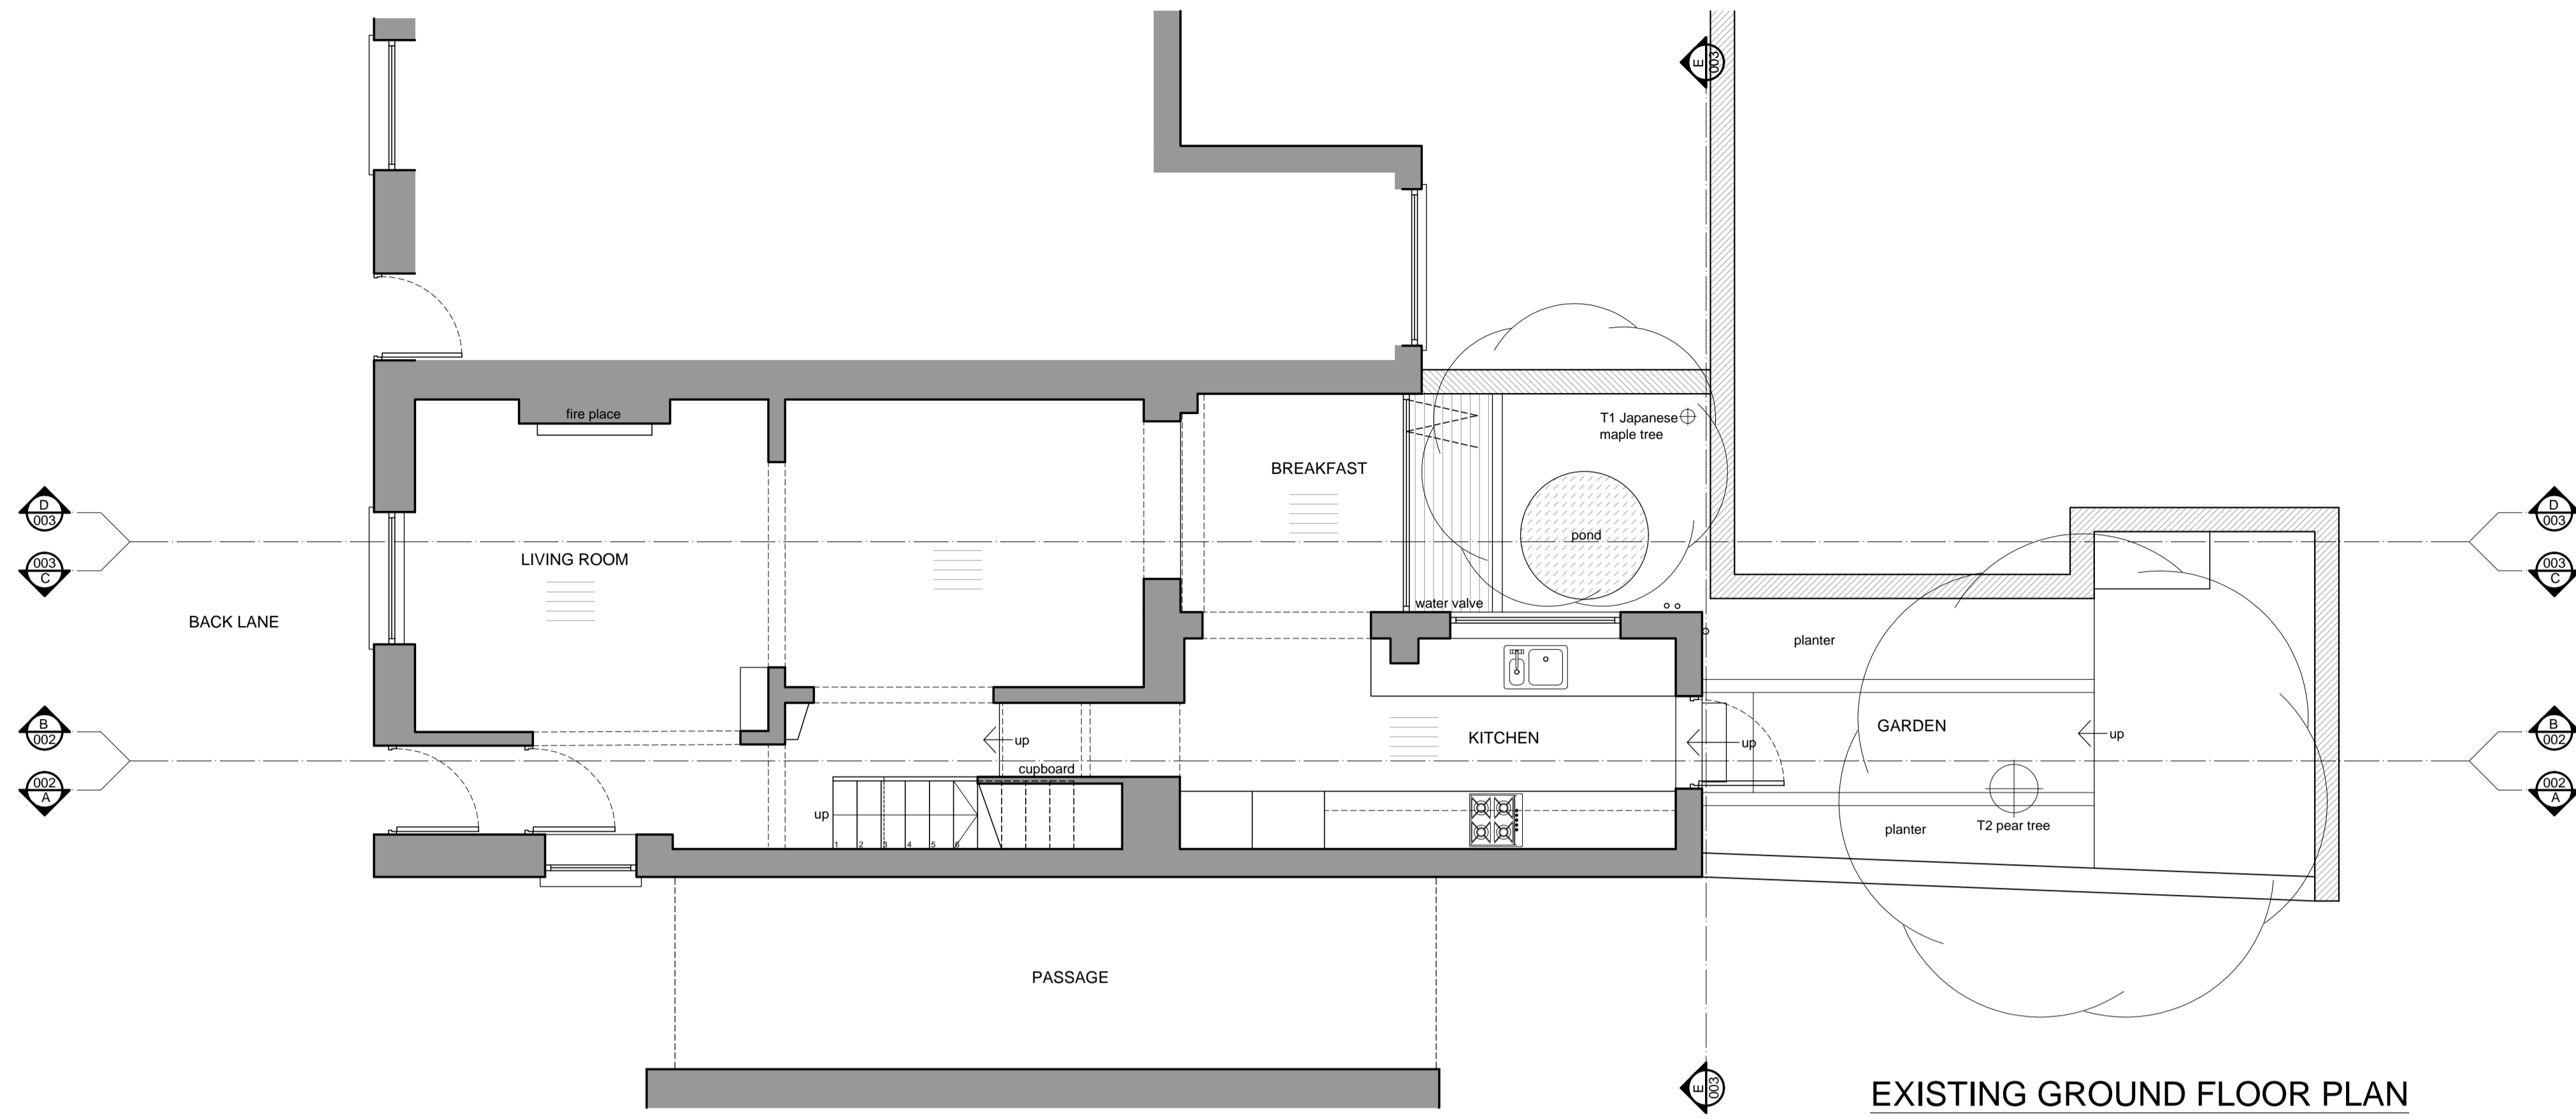 E
003
fire place
T1 Japanese
maple tree
BREAKFAST
D
003
D
003
pond
LIVING ROOM
003
C
003
C
water valve
BACK LANE
planter
B
002
GARDEN
B
002
up
KITCHEN
up
up
cupboard
002
A
002
A
up
planter
T2 pear tree
1 2 3 4 5 6
PASSAGE
E
003
EXISTING GROUND FLOOR PLAN